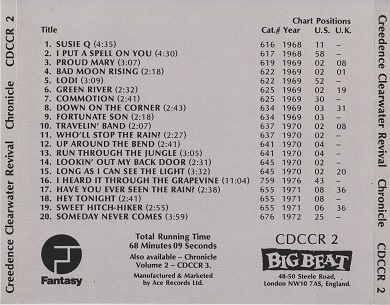 Creedence Clearwater Revival Chronicle CDCCR 2
Chart Positions
Title Cat.# Year U.S. U.K.
1. SUSIE Q (4:35) 616 1968 11 –
2. I PUT A SPELL ON YOU (4:30) 617 1968 58 –
3. PROUD MARY (3:07) 619 1969 02 08
4. BAD MOON RISING (2:18) 622 1969 02 01
5. LODI (3:09) 622 1969 52 –
6. GREEN RIVER (2:32) 625 1969 02 19
7. COMMOTION (2:41) 625 1969 30 –
8. DOWN ON THE CORNER (2:43) 634 1969 03 31
9. FORTUNATE SON (2:18) 634 1969 03 –
10. TRAVELIN' BAND (2:07) 637 1970 02 08
11. WHO'LL STOP THE RAIN? (2:27) 637 1970 02 –
12. UP AROUND THE BEND (2:41) 641 1970 04 –
13. RUN THROUGH THE JUNGLE (3:05) 641 1970 04 –
14. LOOKIN' OUT MY BACK DOOR (2:31) 645 1970 02 –
15. LONG AS I CAN SEE THE LIGHT (3:32) 645 1970 02 20
16. I HEARD IT THROUGH THE GRAPEVINE (11:04) 759 1976 43 –
17. HAVE YOU EVER SEEN THE RAIN? (2:38) 655 1971 08 36
18. HEY TONIGHT (2:41) 655 1971 08 –
19. SWEET HITCH-HIKER (2:55) 665 1971 06 36
20. SOMEDAY NEVER COMES (3:59) 676 1972 25 –
Fantasy
Total Running Time
68 Minutes 09 Seconds
Also available – Chronicle
Volume 2 – CDCCR 3.
Manufactured & Marketed
by Ace Records Ltd.
CDCCR 2
BIG BEAT
48-50 Steele Road,
London NW10 7AS, England.
Creedence Clearwater Revival Chronicle CDCCR 2